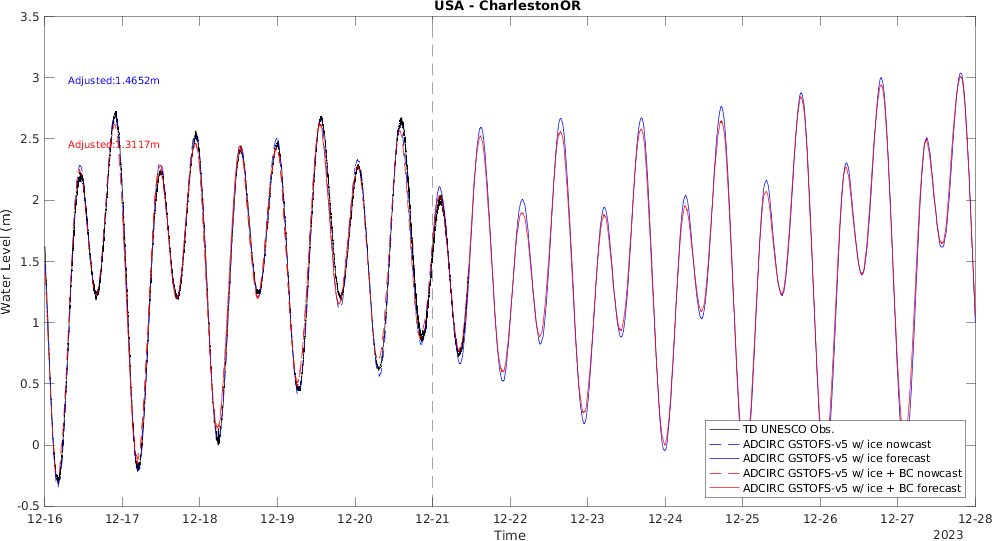 USA - CharlestonOR
3.5
3
2.5
2
1.5
1
0.5
0
-0.5
Water Level (m)
Adjusted:1.4652m
Adjusted:1.3117m
TD UNESCO Obs.
ADCIRC GSTOFS-v5 w/ ice nowcast
ADCIRC GSTOFS-v5 w/ ice forecast
ADCIRC GSTOFS-v5 w/ ice + BC nowcast
ADCIRC GSTOFS-v5 w/ ice + BC forecast
12-16 12-17 12-18 12-19 12-20 12-21 12-22 12-23 12-24 12-25 12-26 12-27 12-28
Time
2023